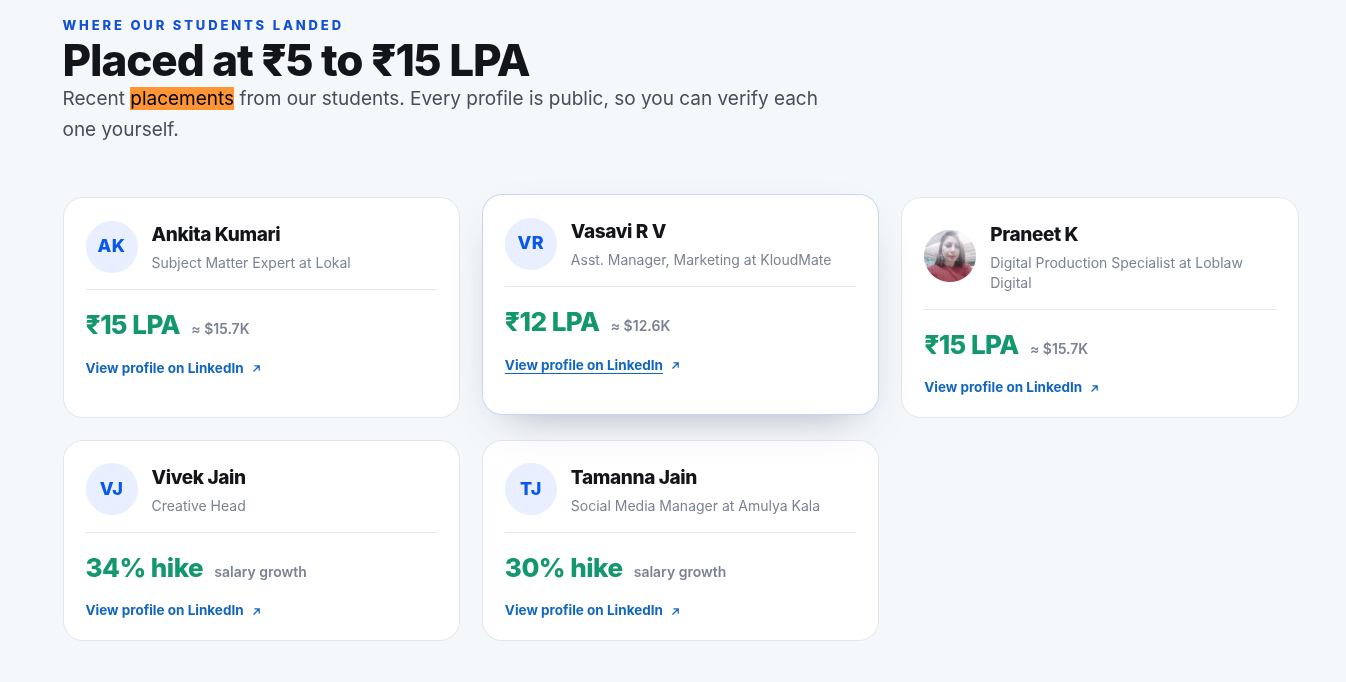 WHERE OUR STUDENTS LANDED
Placed at ₹5 to ₹15 LPA
Recent placements from our students. Every profile is public, so you can verify each
one yourself.
AK
Ankita Kumari
Subject Matter Expert at Lokal
₹15 LPA ≈ $15.7K
View profile on LinkedIn ↗
VR
Vasavi R V
Asst. Manager, Marketing at KloudMate
₹12 LPA ≈ $12.6K
View profile on LinkedIn ↗
Praneet K
Digital Production Specialist at Loblaw
Digital
₹15 LPA ≈ $15.7K
View profile on LinkedIn ↗
VJ
Vivek Jain
Creative Head
34% hike salary growth
View profile on LinkedIn ↗
TJ
Tamanna Jain
Social Media Manager at Amulya Kala
30% hike salary growth
View profile on LinkedIn ↗